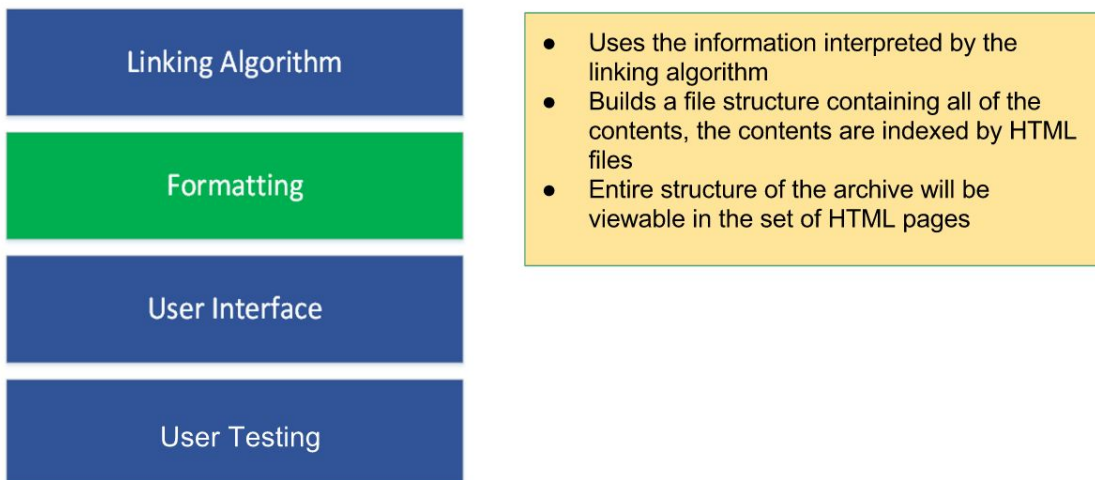 Linking Algorithm
Formatting
User Interface
User Testing
● Uses the information interpreted by the
linking algorithm
● Builds a file structure containing all of the
contents, the contents are indexed by HTML
files
● Entire structure of the archive will be
viewable in the set of HTML pages